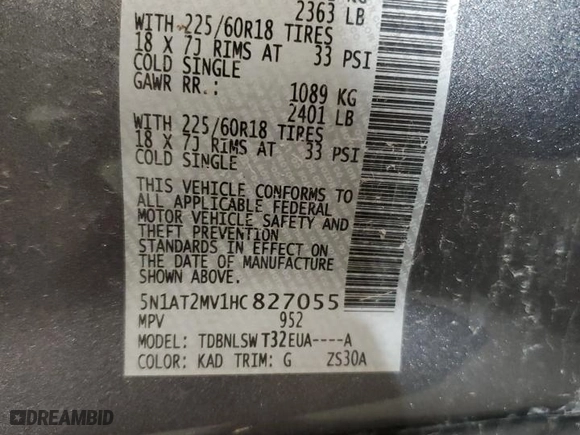 KG
2363 LB
WITH 225/60R18 TIRES
18 X 7J RIMS AT 33 PSI
COLD SINGLE
GAWR RR.: 1089 KG
2401 LB
WITH 225/60R18 TIRES
18 X 7J RIMS AT 33 PSI
COLD SINGLE
THIS VEHICLE CONFORMS TO
ALL APPLICABLE FEDERAL
MOTOR VEHICLE SAFETY AND
THEFT PREVENTION
STANDARDS IN EFFECT ON
THE DATE OF MANUFACTURE
SHOWN ABOVE.
5N1AT2MV1HC827055
MPV 952
MODEL: TDBNLSW T32EUA----A
COLOR: KAD TRIM: G ZS30A
DREAMBID